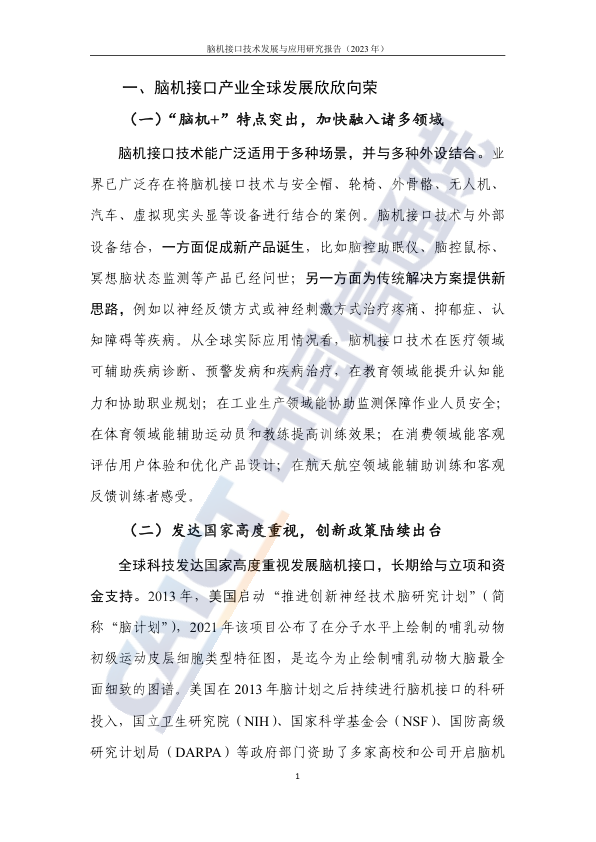 脑机接口技术发展与应用研究报告（2023 年）
一、脑机接口产业全球发展欣欣向荣
（一）“脑机+”特点突出，加快融入诸多领域
脑机接口技术能广泛适用于多种场景，并与多种外设结合。业
界已广泛存在将脑机接口技术与安全帽、轮椅、外骨骼、无人机、
汽车、虚拟现实头显等设备进行结合的案例。脑机接口技术与外部
设备结合，一方面促成新产品诞生，比如脑控助眠仪、脑控鼠标、
冥想脑状态监测等产品已经问世；另一方面为传统解决方案提供新
思路，例如以神经反馈方式或神经刺激方式治疗疼痛、抑郁症、认
知障碍等疾病。从全球实际应用情况看，脑机接口技术在医疗领域
可辅助疾病诊断、预警发病和疾病治疗，在教育领域能提升认知能
力和协助职业规划；在工业生产领域能协助监测保障作业人员安全；
在体育领域能辅助运动员和教练提高训练效果；在消费领域能客观
评估用户体验和优化产品设计；在航天航空领域能辅助训练和客观
反馈训练者感受。
（二）发达国家高度重视，创新政策陆续出台
全球科技发达国家高度重视发展脑机接口，长期给与立项和资
金支持。2013 年，美国启动“推进创新神经技术脑研究计划”（简
称“脑计划”），2021 年该项目公布了在分子水平上绘制的哺乳动物
初级运动皮层细胞类型特征图，是迄今为止绘制哺乳动物大脑最全
面细致的图谱。美国在 2013 年脑计划之后持续进行脑机接口的科研
投入，国立卫生研究院（NIH）、国家科学基金会（NSF）、国防高级
研究计划局（DARPA）等政府部门资助了多家高校和公司开启脑机
1
CAICT 中国信通院